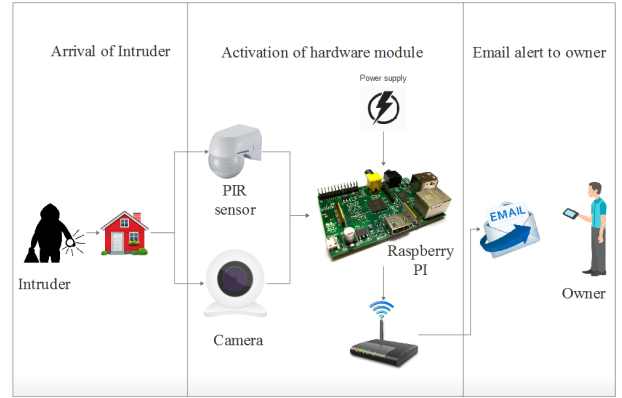 Arrival of Intruder
Activation of hardware module
Email alert to owner
Power supply
PIR
sensor
Raspberry
PI
EMAIL
Intruder
Owner
Camera